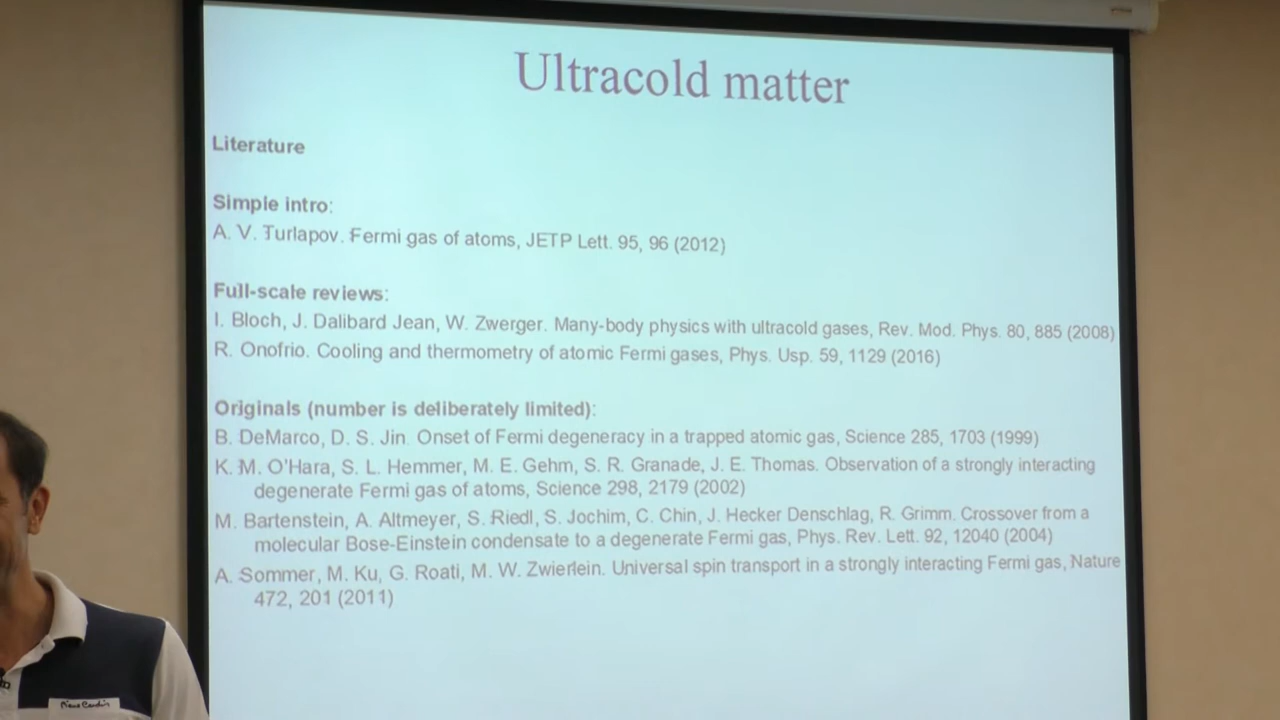 Ultracold matter
Literature
Simple intro:
A. V. Turlapov. Fermi gas of atoms, JETP Lett. 95, 96 (2012)
Full-scale reviews:
I. Bloch, J. Dalibard Jean, W. Zwerger. Many-body physics with ultracold gases, Rev. Mod. Phys. 80, 885 (2008)
R. Onofrio. Cooling and thermometry of atomic Fermi gases, Phys. Usp. 59, 1129 (2016)
Originals (number is deliberately limited):
B. DeMarco, D. S. Jin. Onset of Fermi degeneracy in a trapped atomic gas, Science 285, 1703 (1999)
K. M. O'Hara, S. L. Hemmer, M. E. Gehm, S. R. Granade, J. E. Thomas. Observation of a strongly interacting
degenerate Fermi gas of atoms, Science 298, 2179 (2002)
M. Bartenstein, A. Altmeyer, S. Riedl, S. Jochim, C. Chin, J. Hecker Denschlag, R. Grimm. Crossover from a
molecular Bose-Einstein condensate to a degenerate Fermi gas, Phys. Rev. Lett. 92, 12040 (2004)
A. Sommer, M. Ku, G. Roati, M. W. Zwierlein. Universal spin transport in a strongly interacting Fermi gas, Nature
472, 201 (2011)
Pierre Cardin